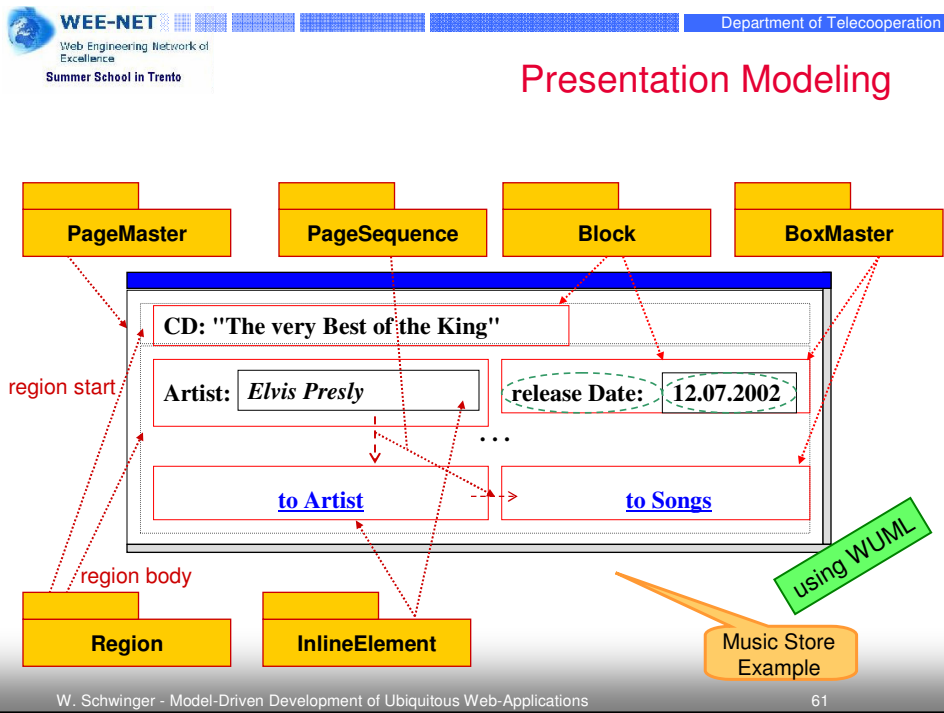 WEE-NET
Department of Telecooperation
Web Engineering Network of
Excellence
Summer School in Trento
Presentation Modeling
PageMaster
PageSequence
Block
BoxMaster
CD: "The very Best of the King"
region start
Artist:
Elvis Presly
release Date:
12.07.2002
...
to Artist
to Songs
using WUML
region body
Region
InlineElement
Music Store
Example
W. Schwinger - Model-Driven Development of Ubiquitous Web-Applications
61